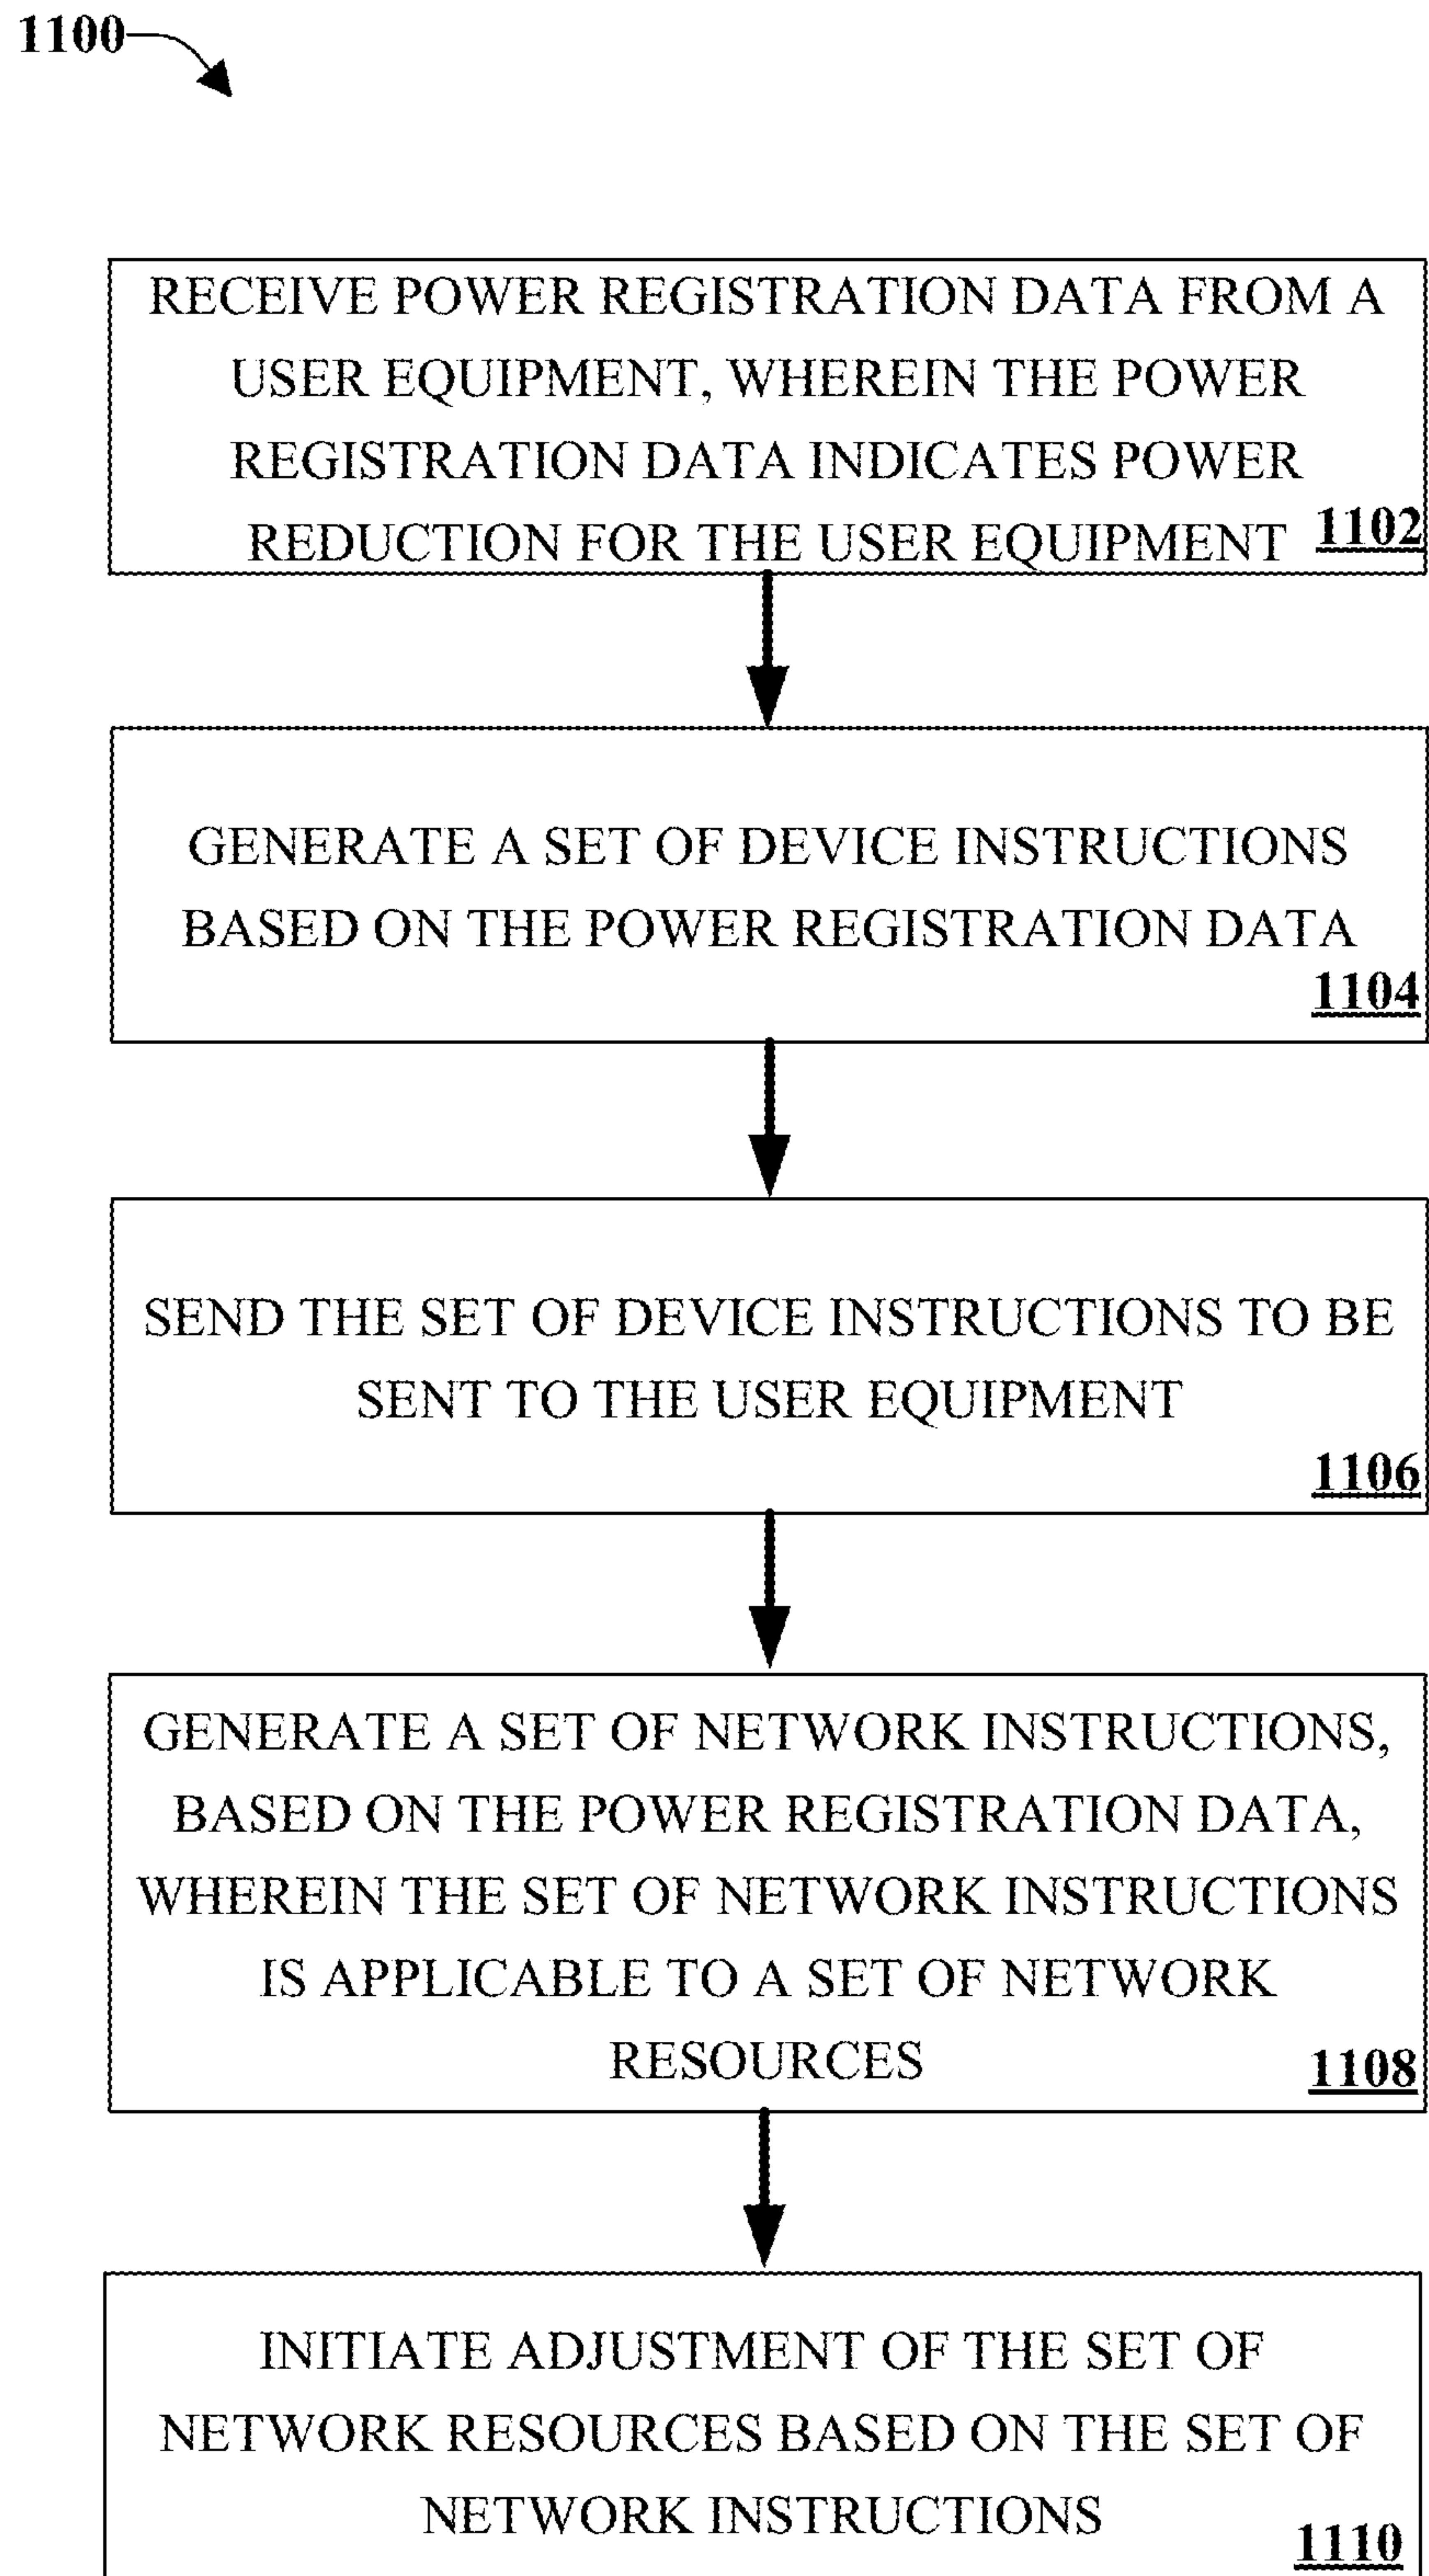 1100
RECEIVE POWER REGISTRATION DATA FROM A
USER EQUIPMENT, WHEREIN THE POWER
REGISTRATION DATA INDICATES POWER
REDUCTION FOR THE USER EQUIPMENT
1102
GENERATE A SET OF DEVICE INSTRUCTIONS
BASED ON THE POWER REGISTRATION DATA
1104
SEND THE SET OF DEVICE INSTRUCTIONS TO BE
SENT TO THE USER EQUIPMENT
1106
GENERATE A SET OF NETWORK INSTRUCTIONS,
BASED ON THE POWER REGISTRATION DATA,
WHEREIN THE SET OF NETWORK INSTRUCTIONS
IS APPLICABLE TO A SET OF NETWORK
RESOURCES
1108
INITIATE ADJUSTMENT OF THE SET OF
NETWORK RESOURCES BASED ON THE SET OF
NETWORK INSTRUCTIONS
1110